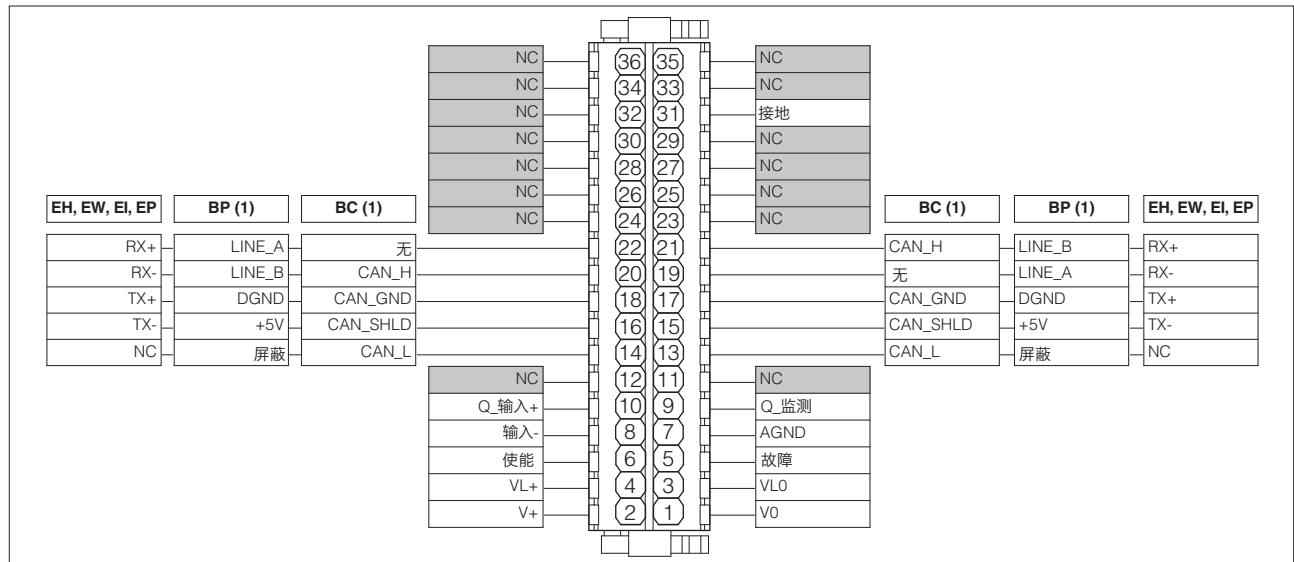 NC 36 35 NC
NC 34 33 NC
NC 32 31 接地
NC 30 29 NC
NC 28 27 NC
NC 26 25 NC
EH, EW, EI, EP BP (1) BC (1) NC 24 23 NC BC (1) BP (1) EH, EW, EI, EP
RX+ LINE_A 无 22 21 CAN_H LINE_B RX+
RX- LINE_B CAN_H 20 19 无 LINE_A RX-
TX+ DGND CAN_GND 18 17 CAN_GND DGND TX+
TX- +5V CAN_SHLD 16 15 CAN_SHLD +5V TX-
NC 屏蔽 CAN_L 14 13 CAN_L 屏蔽 NC
NC 12 11 NC
Q_输入+ 10 9 Q_监测
输入- 8 7 AGND
使能 6 5 故障
VL+ 4 3 VL0
V+ 2 1 V0